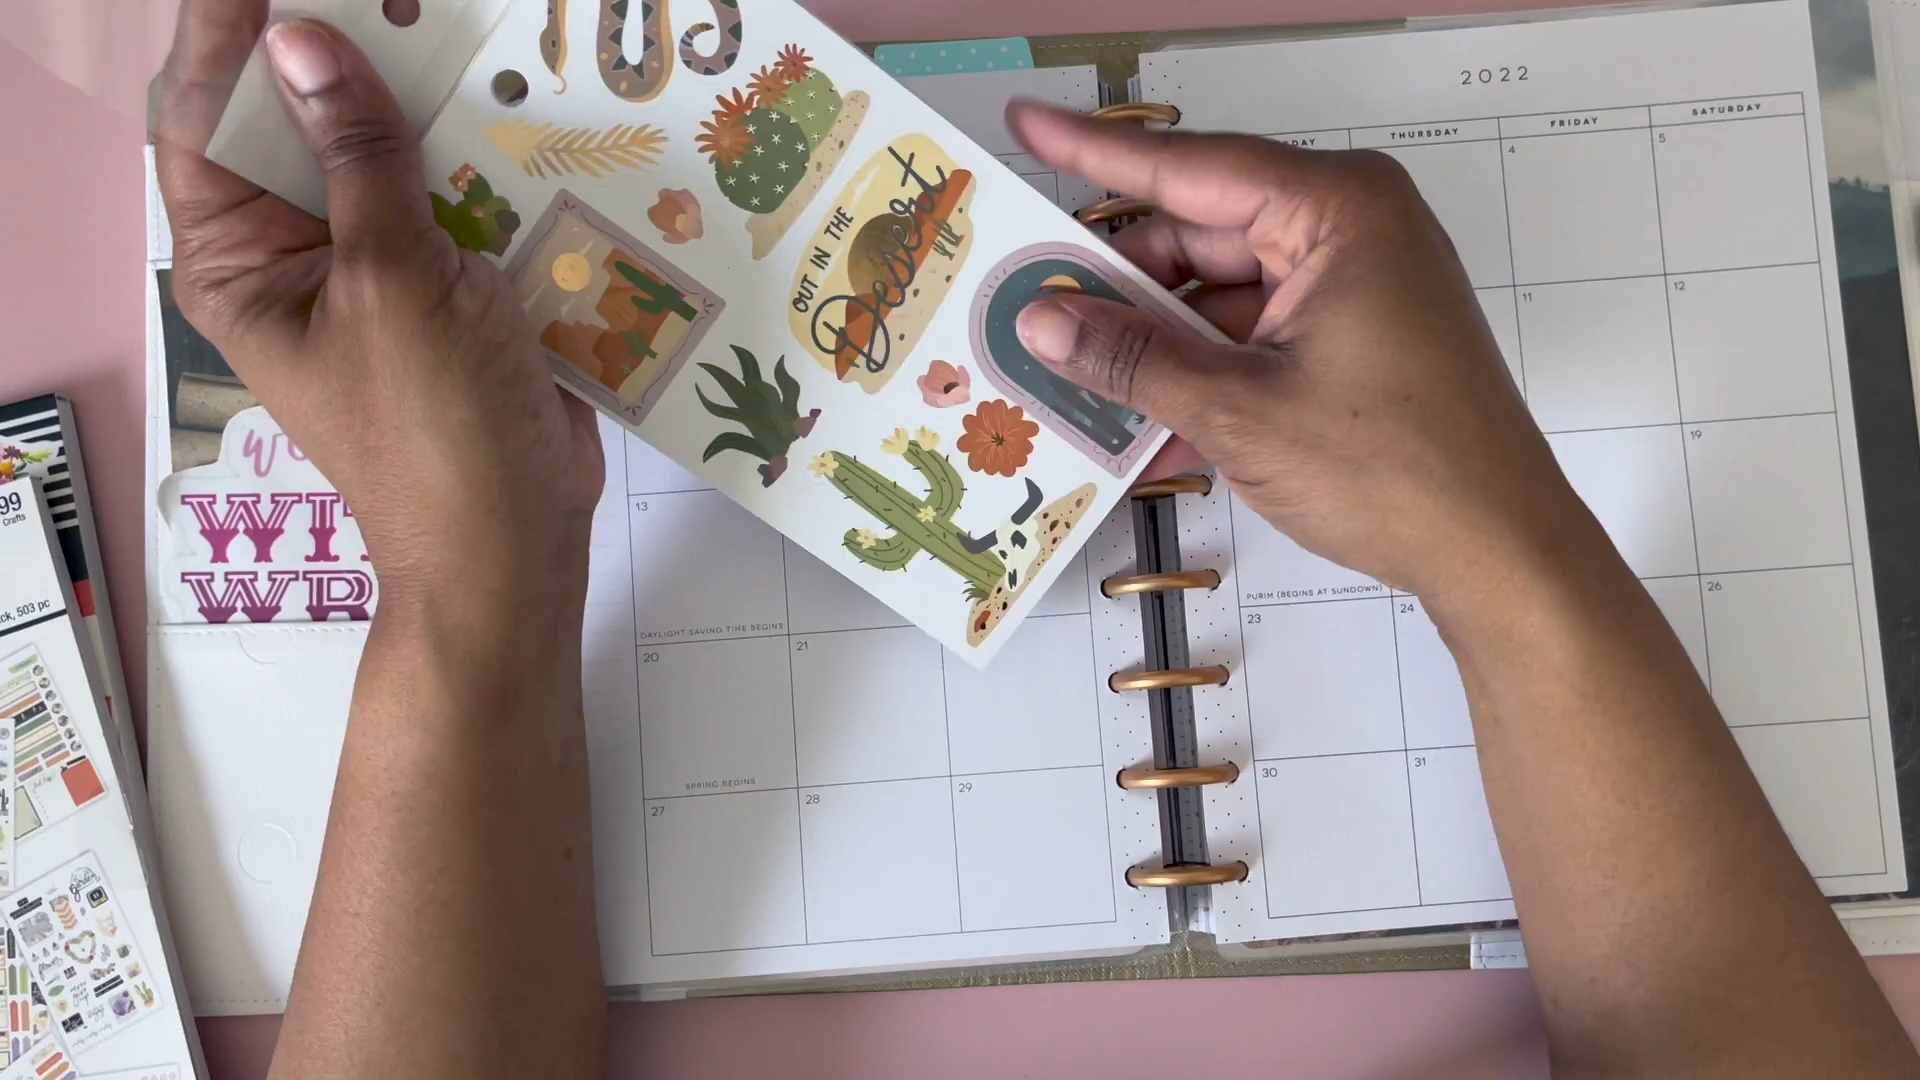 2022
THURSDAY
FRIDAY
SATURDAY
4
5
11
12
OUT IN THE
Desert
13
19
DAYLIGHT SAVING TIME BEGINS
PURIM (BEGINS AT SUNDOWN)
20
21
23
24
26
SPRING BEGINS
27
28
29
30
31
99
Crafts
503 pc